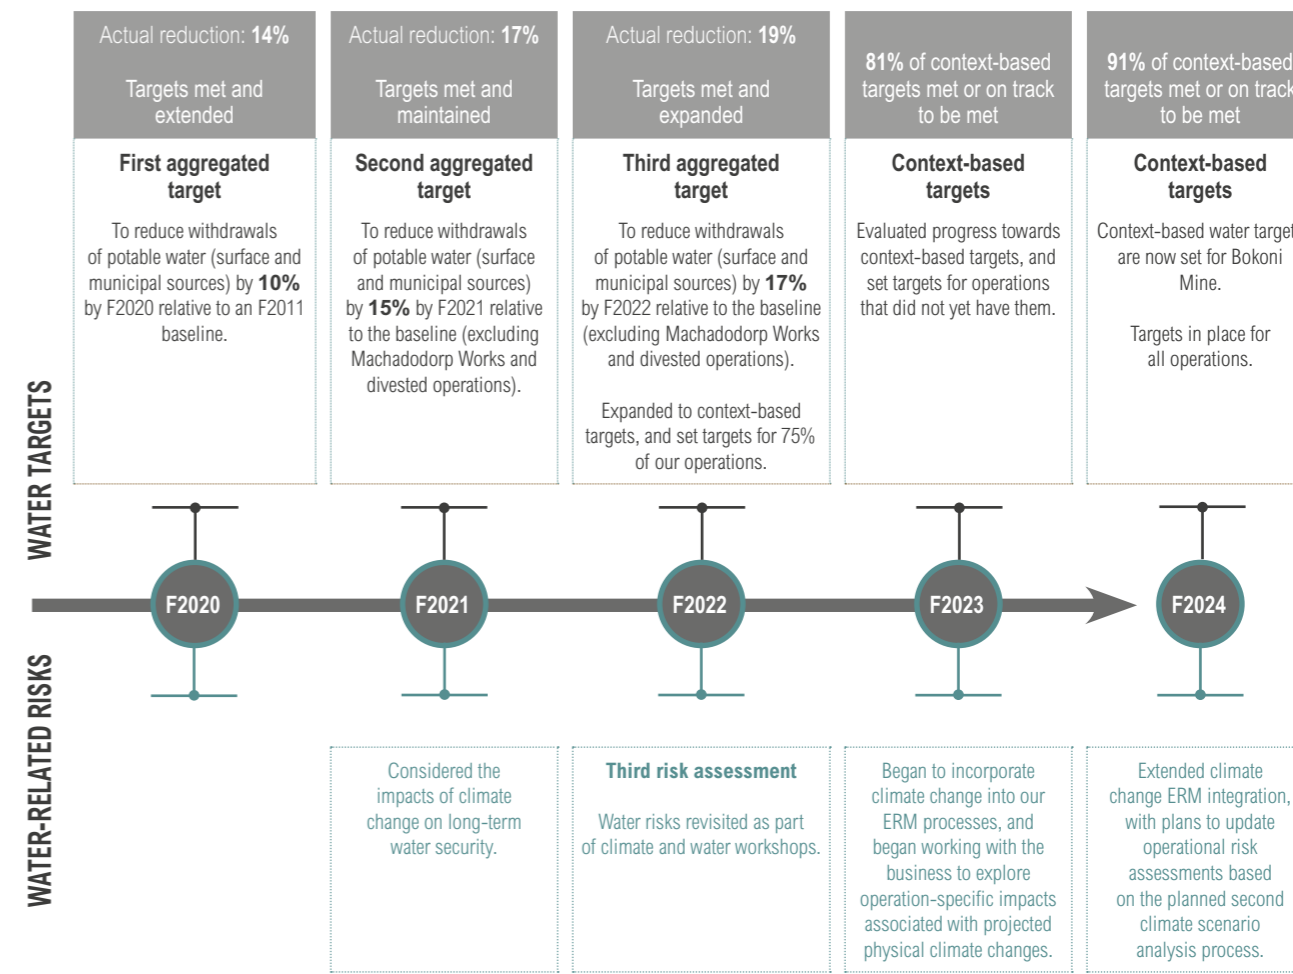 Actual reduction: 14%
Targets met and
extended
First aggregated
target
To reduce withdrawals
of potable water (surface and
municipal sources) by 10%
by F2020 relative to an F2011
baseline.
Actual reduction: 17%
Targets met and
maintained
Second aggregated
target
To reduce withdrawals
of potable water (surface
and municipal sources)
by 15% by F2021 relative
to the baseline (excluding
Machadodorp Works and
divested operations).
Actual reduction: 19%
Targets met and
expanded
Third aggregated
target
To reduce withdrawals
of potable water (surface and
municipal sources) by 17%
by F2022 relative to the baseline
(excluding Machadodorp Works
and divested operations).
Expanded to context-based
targets, and set targets for 75%
of our operations.
81% of context-based
targets met or on track
to be met
Context-based
targets
Evaluated progress towards
context-based targets, and
set targets for operations
that did not yet have them.
91% of context-based
targets met or on track
to be met
Context-based
targets
Context-based water target
are now set for Bokoni
Mine.
Targets in place for
all operations.
WATER TARGETS
F2020
F2021
F2022
F2023
F2024
WATER-RELATED RISKS
Considered the
impacts of climate
change on long-term
water security.
Third risk assessment
Water risks revisited as part
of climate and water workshops.
Began to incorporate
climate change into our
ERM processes, and
began working with the
business to explore
operation-specific impacts
associated with projected
physical climate changes.
Extended climate
change ERM integration,
with plans to update
operational risk
assessments based
on the planned second
climate scenario
analysis process.